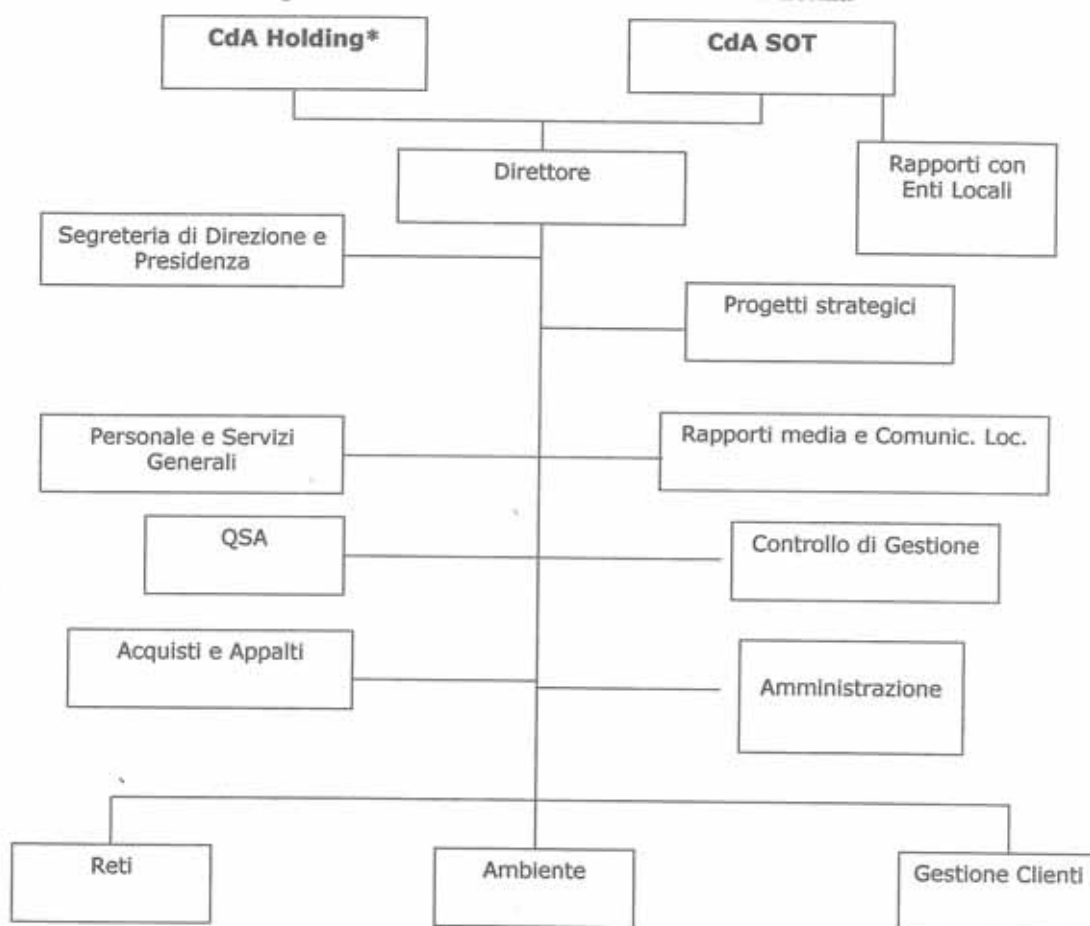 CdA Holding*
CdA SOT
Direttore
Rapporti con
Enti Locali
Segreteria di Direzione e
Presidenza
Progetti strategici
Personale e Servizi
Generali
Rapporti media e Comunic. Loc.
QSA
Controllo di Gestione
Acquisti e Appalti
Amministrazione
Reti
Ambiente
Gestione Clienti